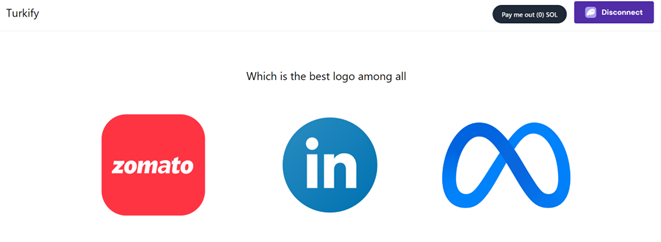 Turkify
Pay me out (0) SOL
Disconnect
Which is the best logo among all
zomato
in